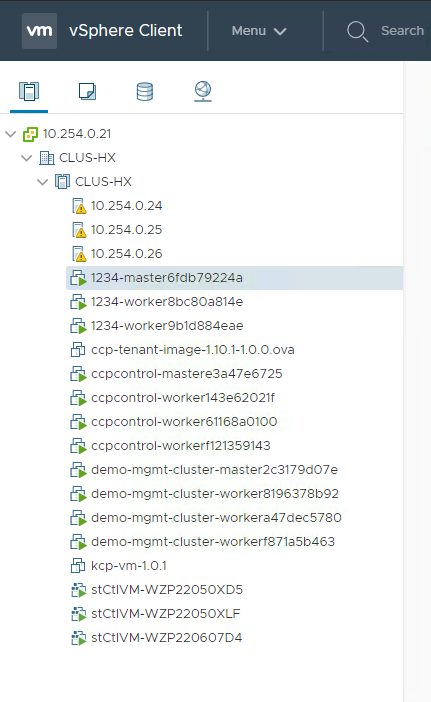 vm vSphere Client Menu Search
10.254.0.21
CLUS-HX
CLUS-HX
10.254.0.24
10.254.0.25
10.254.0.26
1234-master6fdb79224a
1234-worker8bc80a814e
1234-worker9b1d884eae
ccp-tenant-image-1.10.1-1.0.0.ova
ccpcontrol-mastere3a47e6725
ccpcontrol-worker143e62021f
ccpcontrol-worker61168a0100
ccpcontrol-workerf121359143
demo-mgmt-cluster-master2c3179d07e
demo-mgmt-cluster-worker8196378b92
demo-mgmt-cluster-workera47dec5780
demo-mgmt-cluster-workerf871a5b463
kcp-vm-1.0.1
stCtlVM-WZP22050XD5
stCtlVM-WZP22050XLF
stCtlVM-WZP220607D4